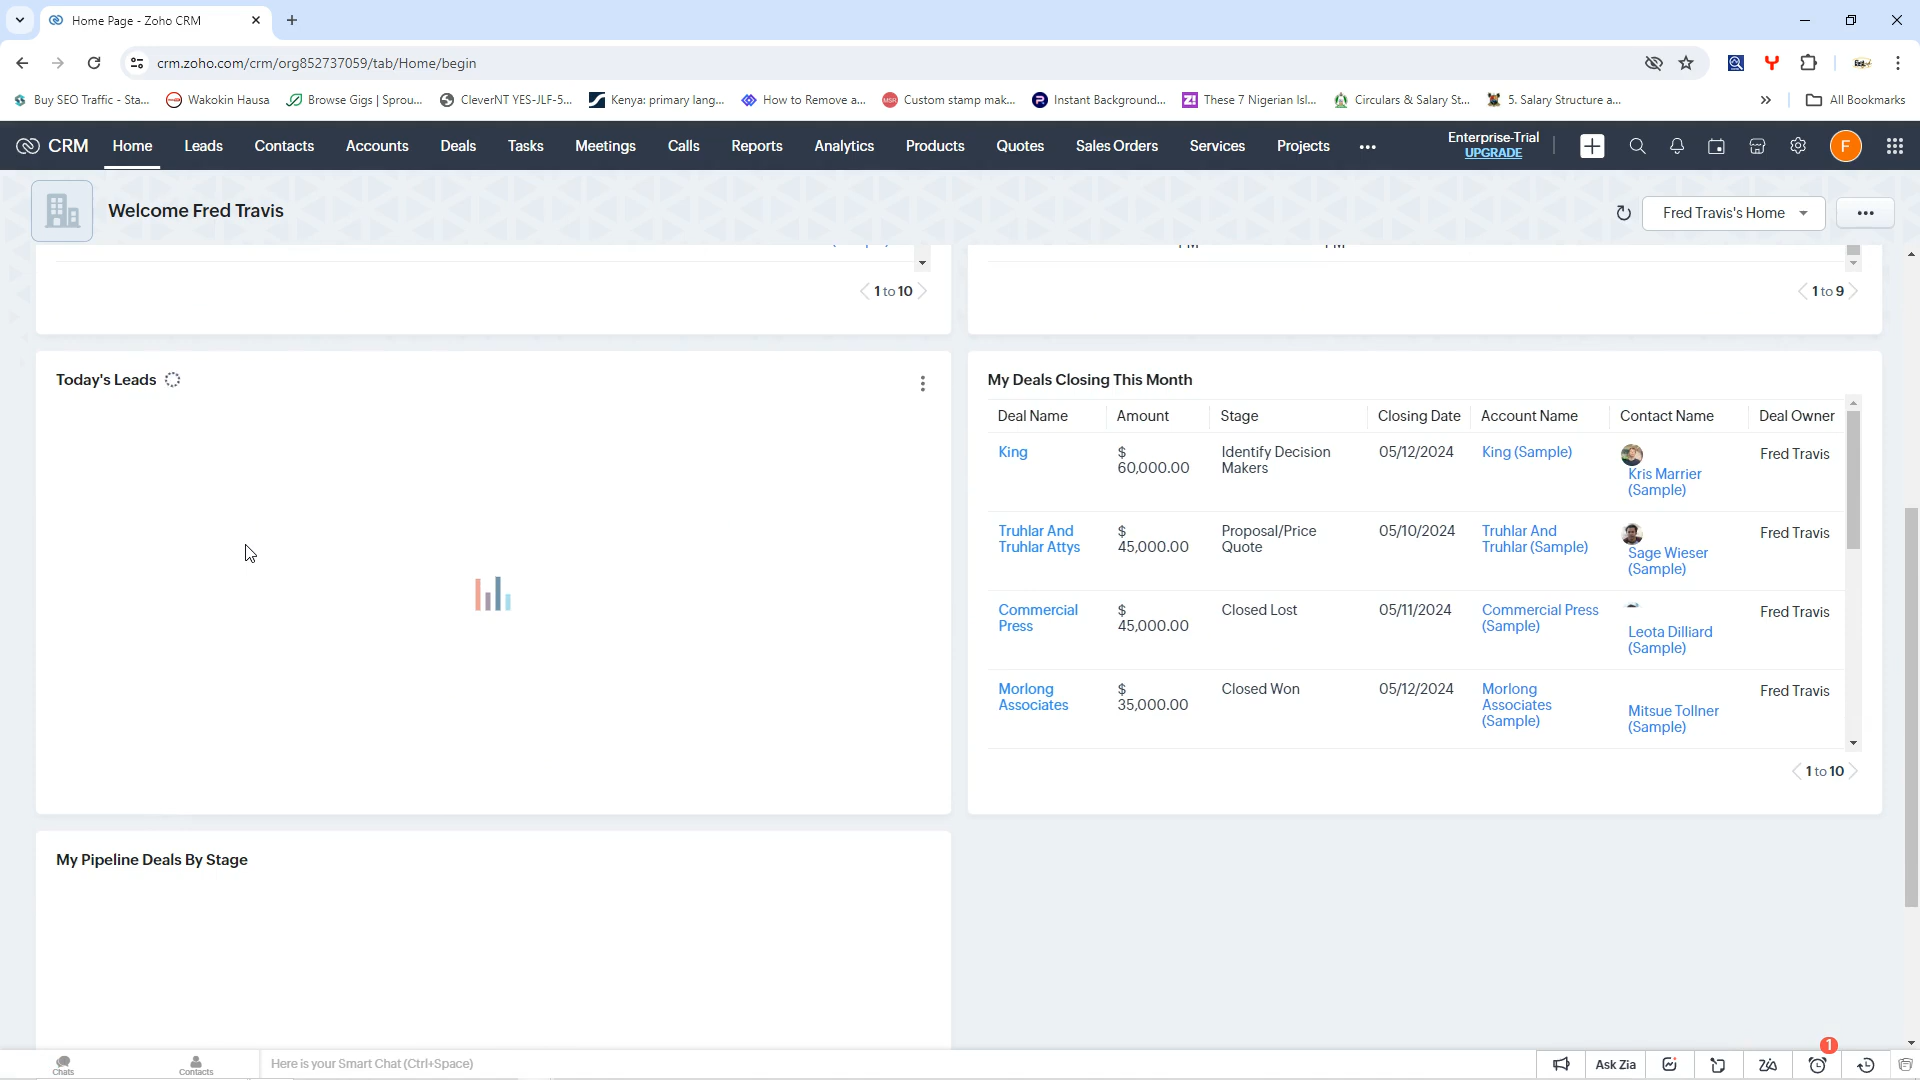 Home Page - Zoho CRM
crm.zoho.com/crm/org852737059/tab/Home/begin
Buy SEO Traffic - Sta...
Wakokin Hausa
Browse Gigs | Sprou...
CleverNT YES-JLF-5...
Kenya: primary lang...
How to Remove a...
Custom stamp mak...
Instant Background...
These 7 Nigerian Isl...
Circulars & Salary St...
5. Salary Structure a...
All Bookmarks
CRM
Home
Leads
Contacts
Accounts
Deals
Tasks
Meetings
Calls
Reports
Analytics
Products
Quotes
Sales Orders
Services
Projects
Enterprise-Trial
UPGRADE
F
Welcome Fred Travis
Fred Travis's Home
1 to 10
1 to 9
Today's Leads
My Deals Closing This Month
Deal Name Amount Stage Closing Date Account Name Contact Name Deal Owner
King
$
60,000.00
Identify Decision
Makers
05/12/2024
King (Sample)
Kris Marrier
(Sample)
Fred Travis
Truhlar And
Truhlar Attys
$
45,000.00
Proposal/Price
Quote
05/10/2024
Truhlar And
Truhlar (Sample)
Sage Wieser
(Sample)
Fred Travis
Commercial
Press
$
45,000.00
Closed Lost
05/11/2024
Commercial Press
(Sample)
Leota Dilliard
(Sample)
Fred Travis
Morlong
Associates
$
35,000.00
Closed Won
05/12/2024
Morlong
Associates
(Sample)
Mitsue Tollner
(Sample)
Fred Travis
1 to 10
My Pipeline Deals By Stage
Chats
Contacts
Here is your Smart Chat (Ctrl+Space)
Ask Zia
1